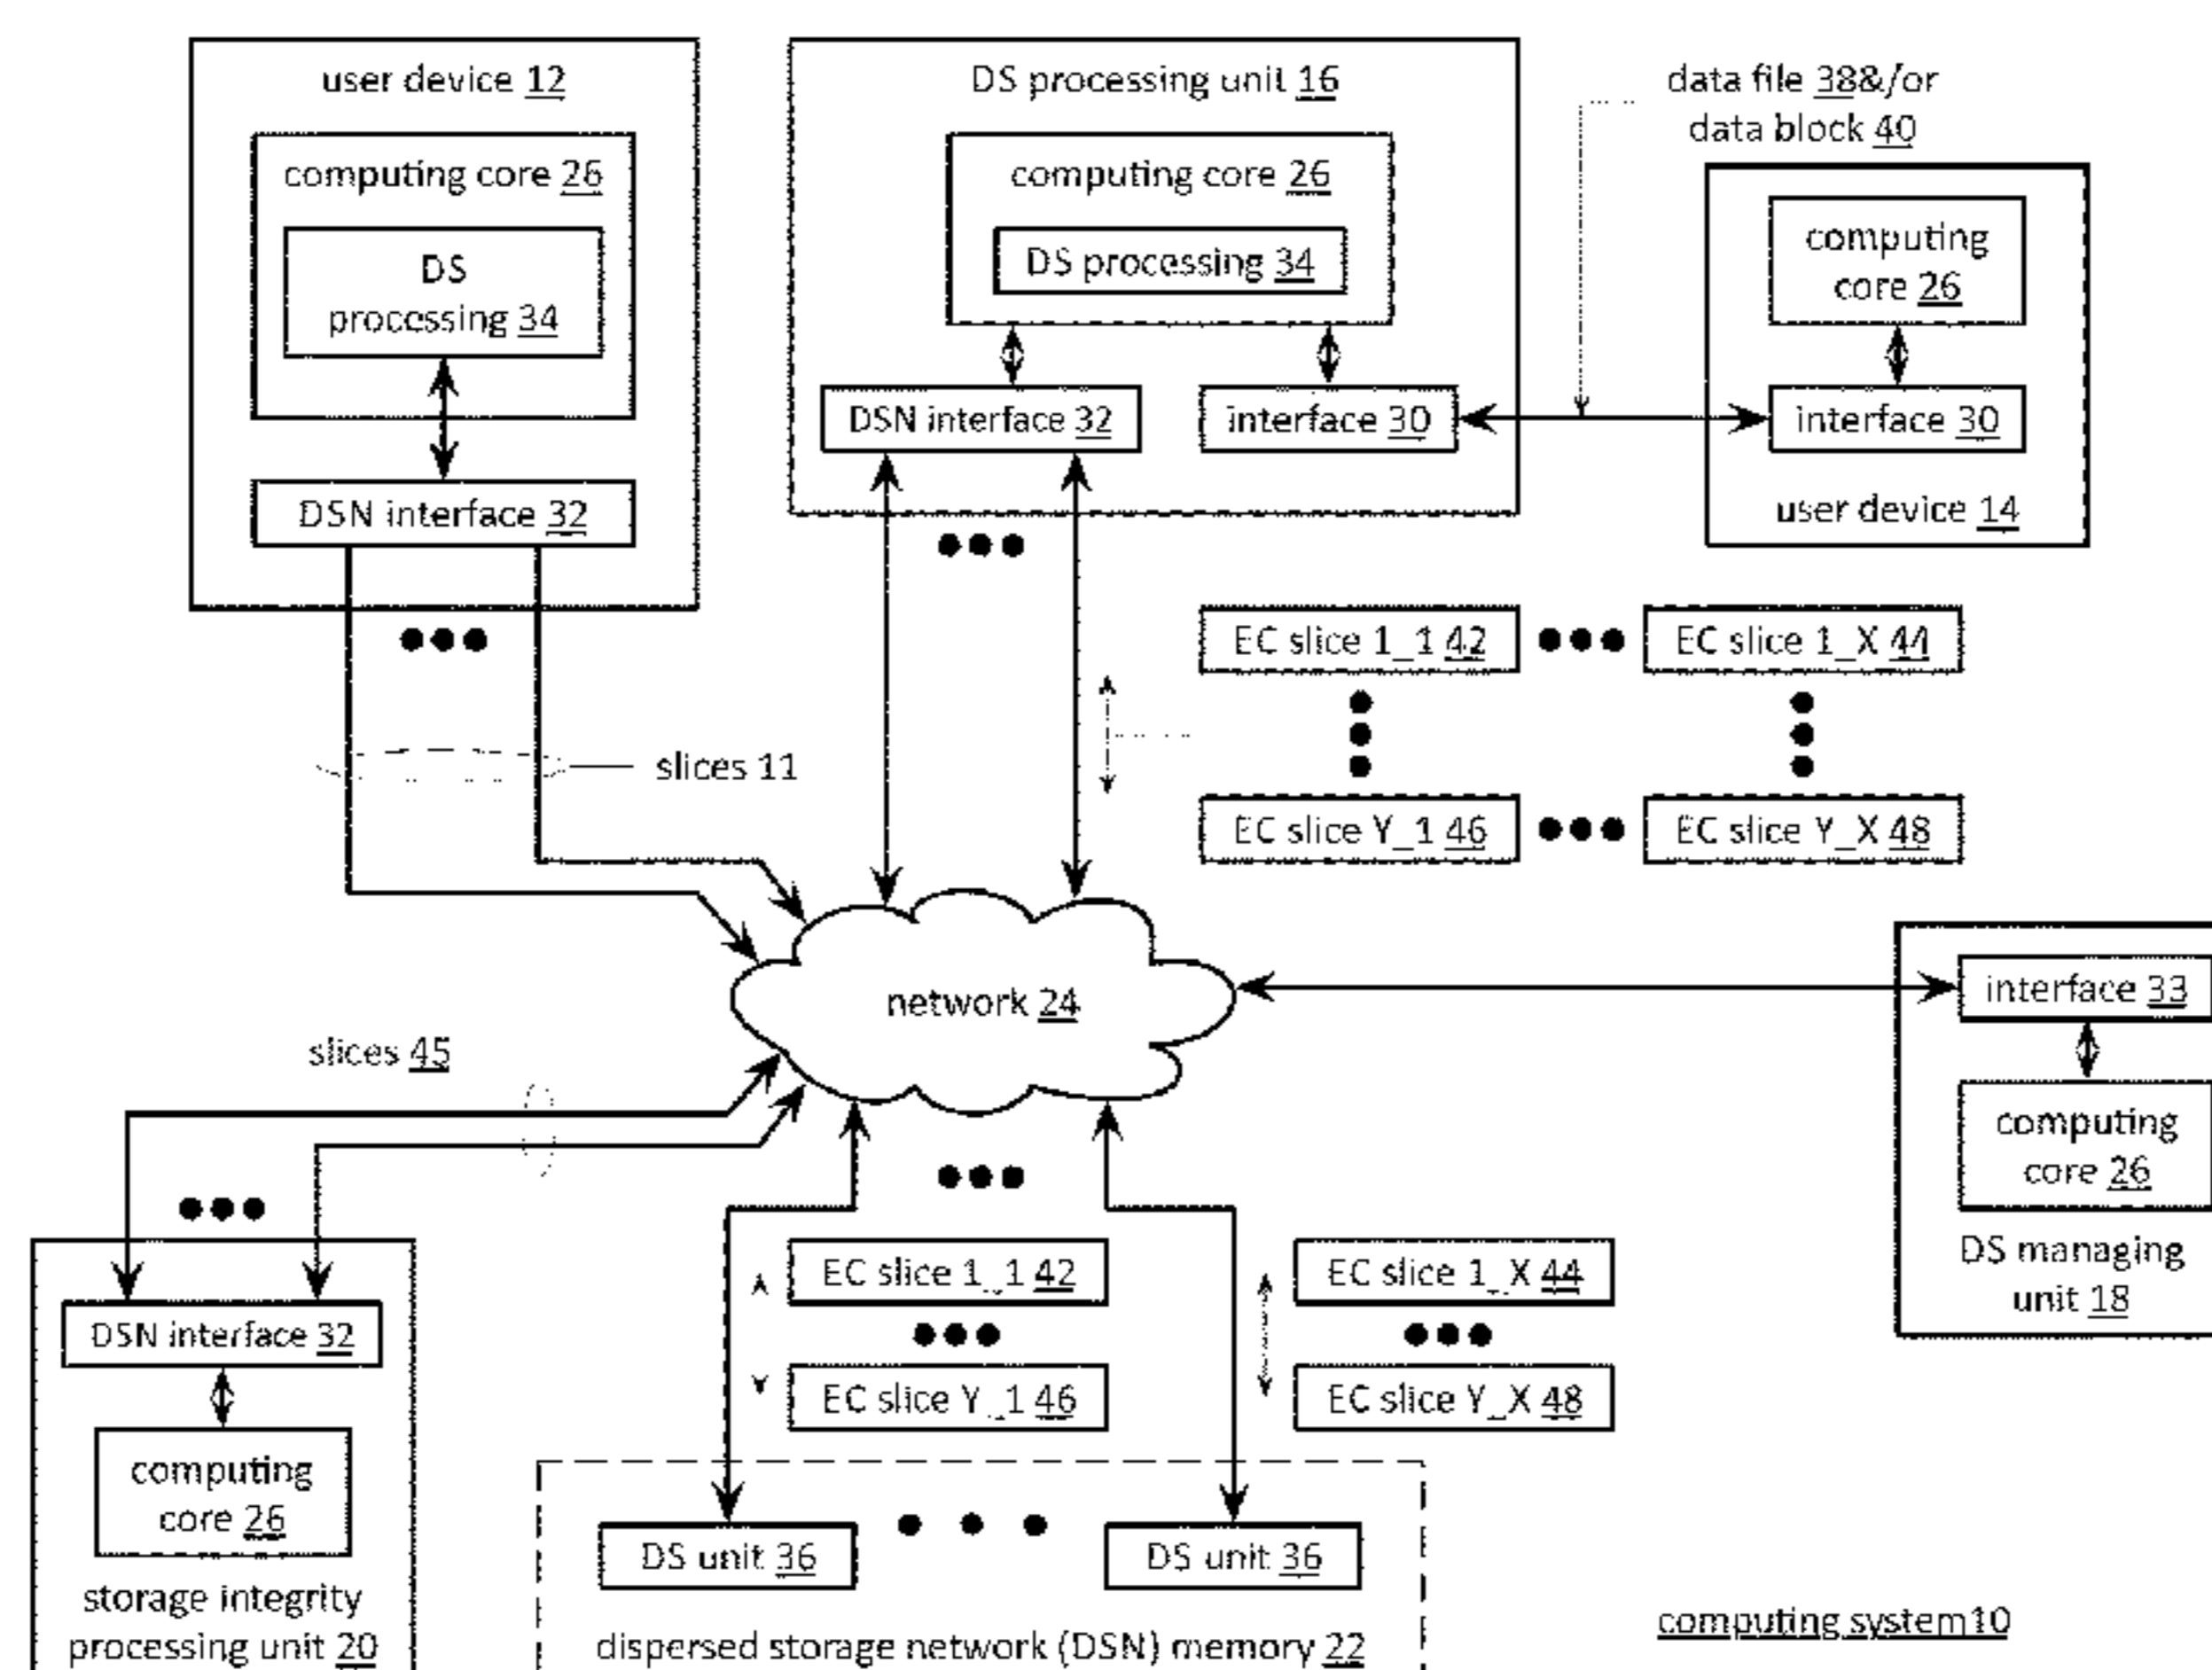 user device 12
computing core 26
DS
processing 34
DSN interface 32
DS processing unit 16
computing core 26
DS processing 34
DSN interface 32
interface 30
data file 38&/or
data block 40
computing
core 26
interface 30
user device 14
EC slice 1_1 42
EC slice 1_X 44
EC slice Y_1 46
EC slice Y_X 48
slices 11
network 24
interface 33
computing
core 26
DS managing
unit 18
slices 45
DSN interface 32
computing
core 26
storage integrity
processing unit 20
EC slice 1_1 42
EC slice 1_X 44
EC slice Y_1 46
EC slice Y_X 48
DS unit 36
DS unit 36
dispersed storage network (DSN) memory 22
computing system 10